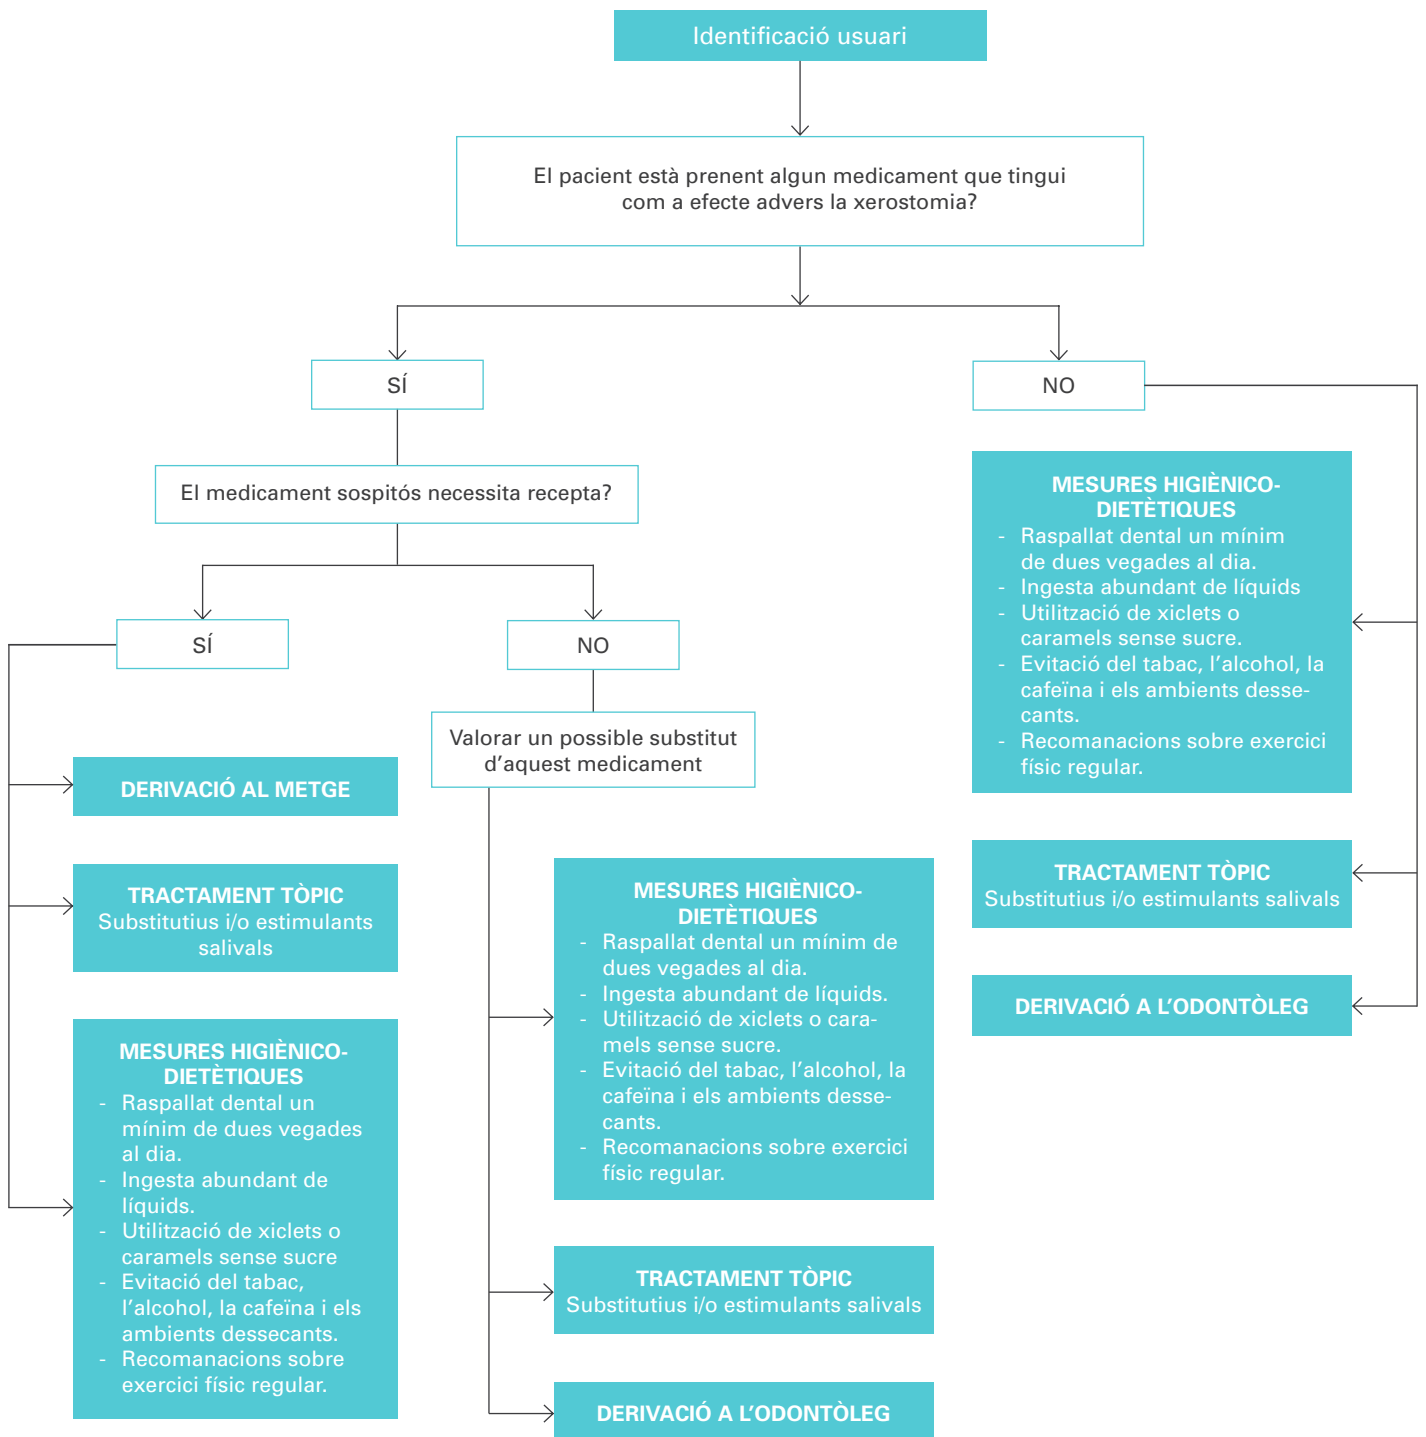 Identificació usuari
El pacient està prenent algun medicament que tingui
com a efecte advers la xerostomia?
SÍ
NO
El medicament sospitós necessita recepta?
SÍ
NO
Valorar un possible substitut
d'aquest medicament
DERIVACIÓ AL METGE
TRACTAMENT TÒPIC
Substitutius i/o estimulants
salivals
MESURES HIGIÈNICO-
DIETÈTIQUES
- Raspallat dental un
mínim de dues vegades
al dia.
- Ingesta abundant de
líquids.
- Utilització de xiclets o
caramels sense sucre
- Evitació del tabac,
l'alcohol, la cafeïna i els
ambients dessecants.
- Recomanacions sobre
exercici físic regular.
MESURES HIGIÈNICO-
DIETÈTIQUES
- Raspallat dental un mínim de
dues vegades al dia.
- Ingesta abundant de líquids.
- Utilització de xiclets o cara-
mels sense sucre.
- Evitació del tabac, l'alcohol, la
cafeïna i els ambients desse-
cants.
- Recomanacions sobre exercici
físic regular.
TRACTAMENT TÒPIC
Substitutius i/o estimulants salivals
DERIVACIÓ A L'ODONTÒLEG
MESURES HIGIÈNICO-
DIETÈTIQUES
- Raspallat dental un mínim
de dues vegades al dia.
- Ingesta abundant de líquids
- Utilització de xiclets o
caramels sense sucre.
- Evitació del tabac, l'alcohol, la
cafeïna i els ambients desse-
cants.
- Recomanacions sobre exercici
físic regular.
TRACTAMENT TÒPIC
Substitutius i/o estimulants salivals
DERIVACIÓ A L'ODONTÒLEG